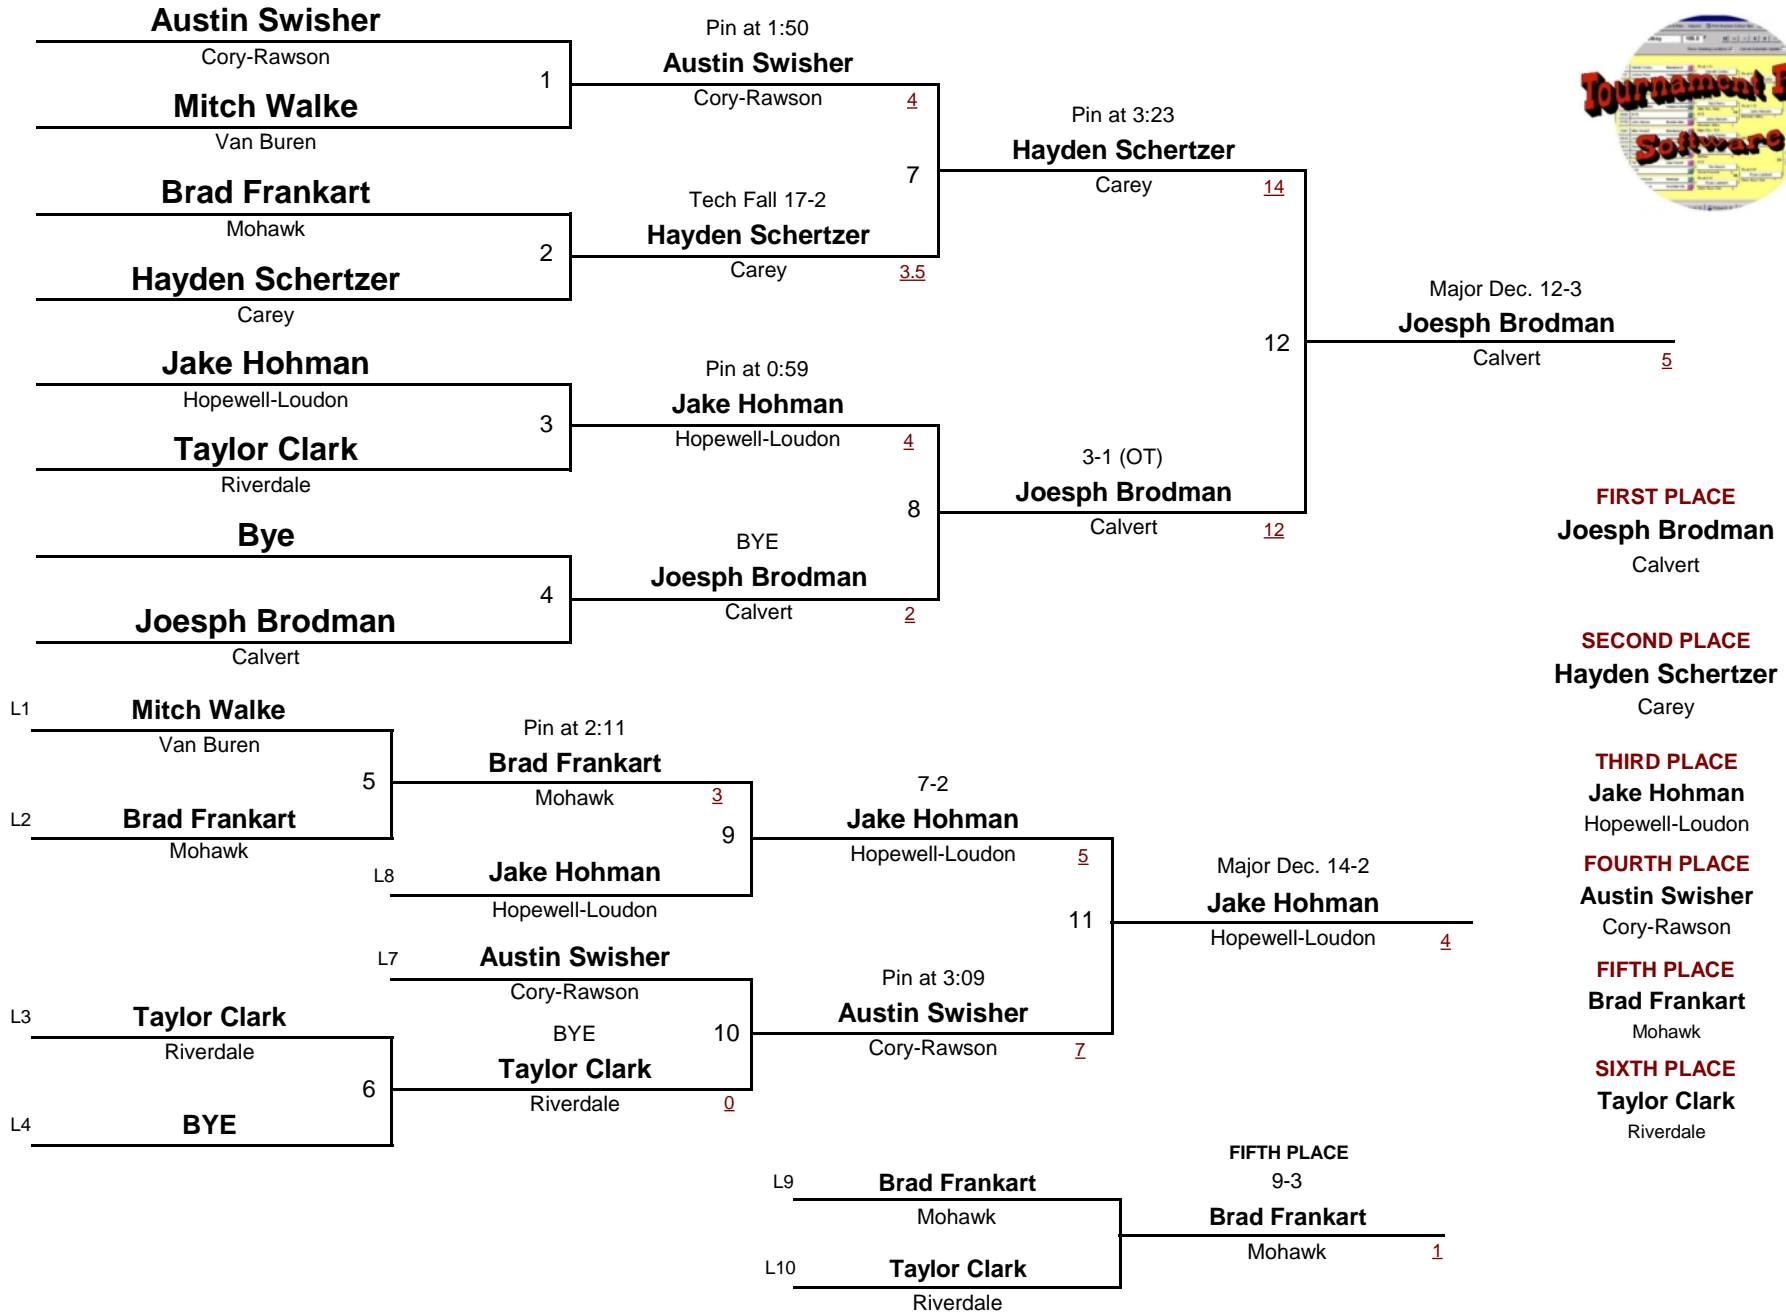 Austin Swisher
Cory-Rawson
1
Mitch Walke
Van Buren
Brad Frankart
Mohawk
2
Hayden Schertzer
Carey
Jake Hohman
Hopewell-Loudon
3
Taylor Clark
Riverdale
Bye
4
Joesph Brodman
Calvert
Pin at 1:50
Austin Swisher
Cory-Rawson 4
7
Tech Fall 17-2
Hayden Schertzer
Carey 3.5
Pin at 0:59
Jake Hohman
Hopewell-Loudon 4
8
BYE
Joesph Brodman
Calvert 2
Pin at 3:23
Hayden Schertzer
Carey 14
12
3-1 (OT)
Joesph Brodman
Calvert 12
Major Dec. 12-3
Joesph Brodman
Calvert 5
Tournament
Software
FIRST PLACE
Joesph Brodman
Calvert
SECOND PLACE
Hayden Schertzer
Carey
THIRD PLACE
Jake Hohman
Hopewell-Loudon
FOURTH PLACE
Austin Swisher
Cory-Rawson
FIFTH PLACE
Brad Frankart
Mohawk
SIXTH PLACE
Taylor Clark
Riverdale
L1 Mitch Walke
Van Buren
5
L2 Brad Frankart
Mohawk
L3 Taylor Clark
Riverdale
6
L4 BYE
Pin at 2:11
Brad Frankart
Mohawk 3
9
L8 Jake Hohman
Hopewell-Loudon
L7 Austin Swisher
Cory-Rawson
BYE 10
Taylor Clark
Riverdale 0
7-2
Jake Hohman
Hopewell-Loudon 5
11
Pin at 3:09
Austin Swisher
Cory-Rawson 7
Major Dec. 14-2
Jake Hohman
Hopewell-Loudon 4
L9 Brad Frankart
Mohawk
L10 Taylor Clark
Riverdale
FIFTH PLACE
9-3
Brad Frankart
Mohawk 1